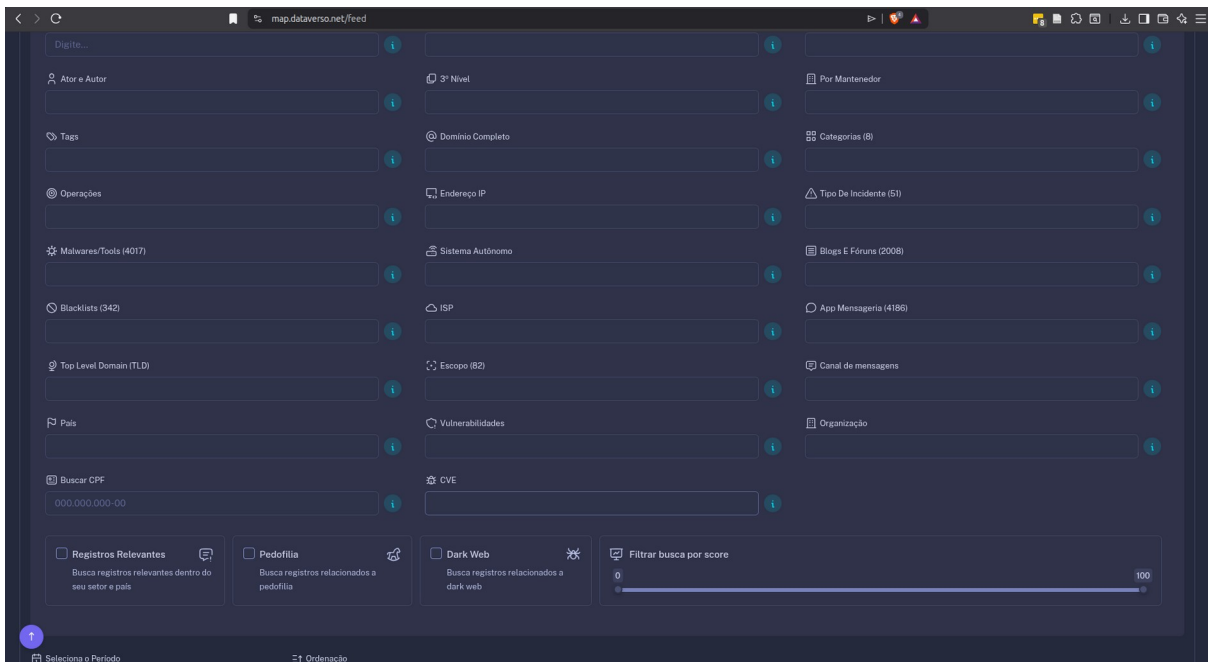 map.dataverso.net/feed
Digite...
Ator e Autor
3º Nível
Por Mantenedor
Tags
Domínio Completo
Categorias (8)
Operações
Endereço IP
Tipo De Incidente (51)
Malwares/Tools (4017)
Sistema Autônomo
Blogs E Fóruns (2008)
Blacklists (342)
ISP
App Mensageria (4186)
Top Level Domain (TLD)
Escopo (82)
Canal de mensagens
País
Vulnerabilidades
Organização
Buscar CPF
CVE
000.000.000-00
Registros Relevantes
Busca registros relevantes dentro do
seu setor e país
Pedofilia
Busca registros relacionados a
pedofilia
Dark Web
Busca registros relacionados a
dark web
Filtrar busca por score
0
100
Seleciona o Período
Ordenação